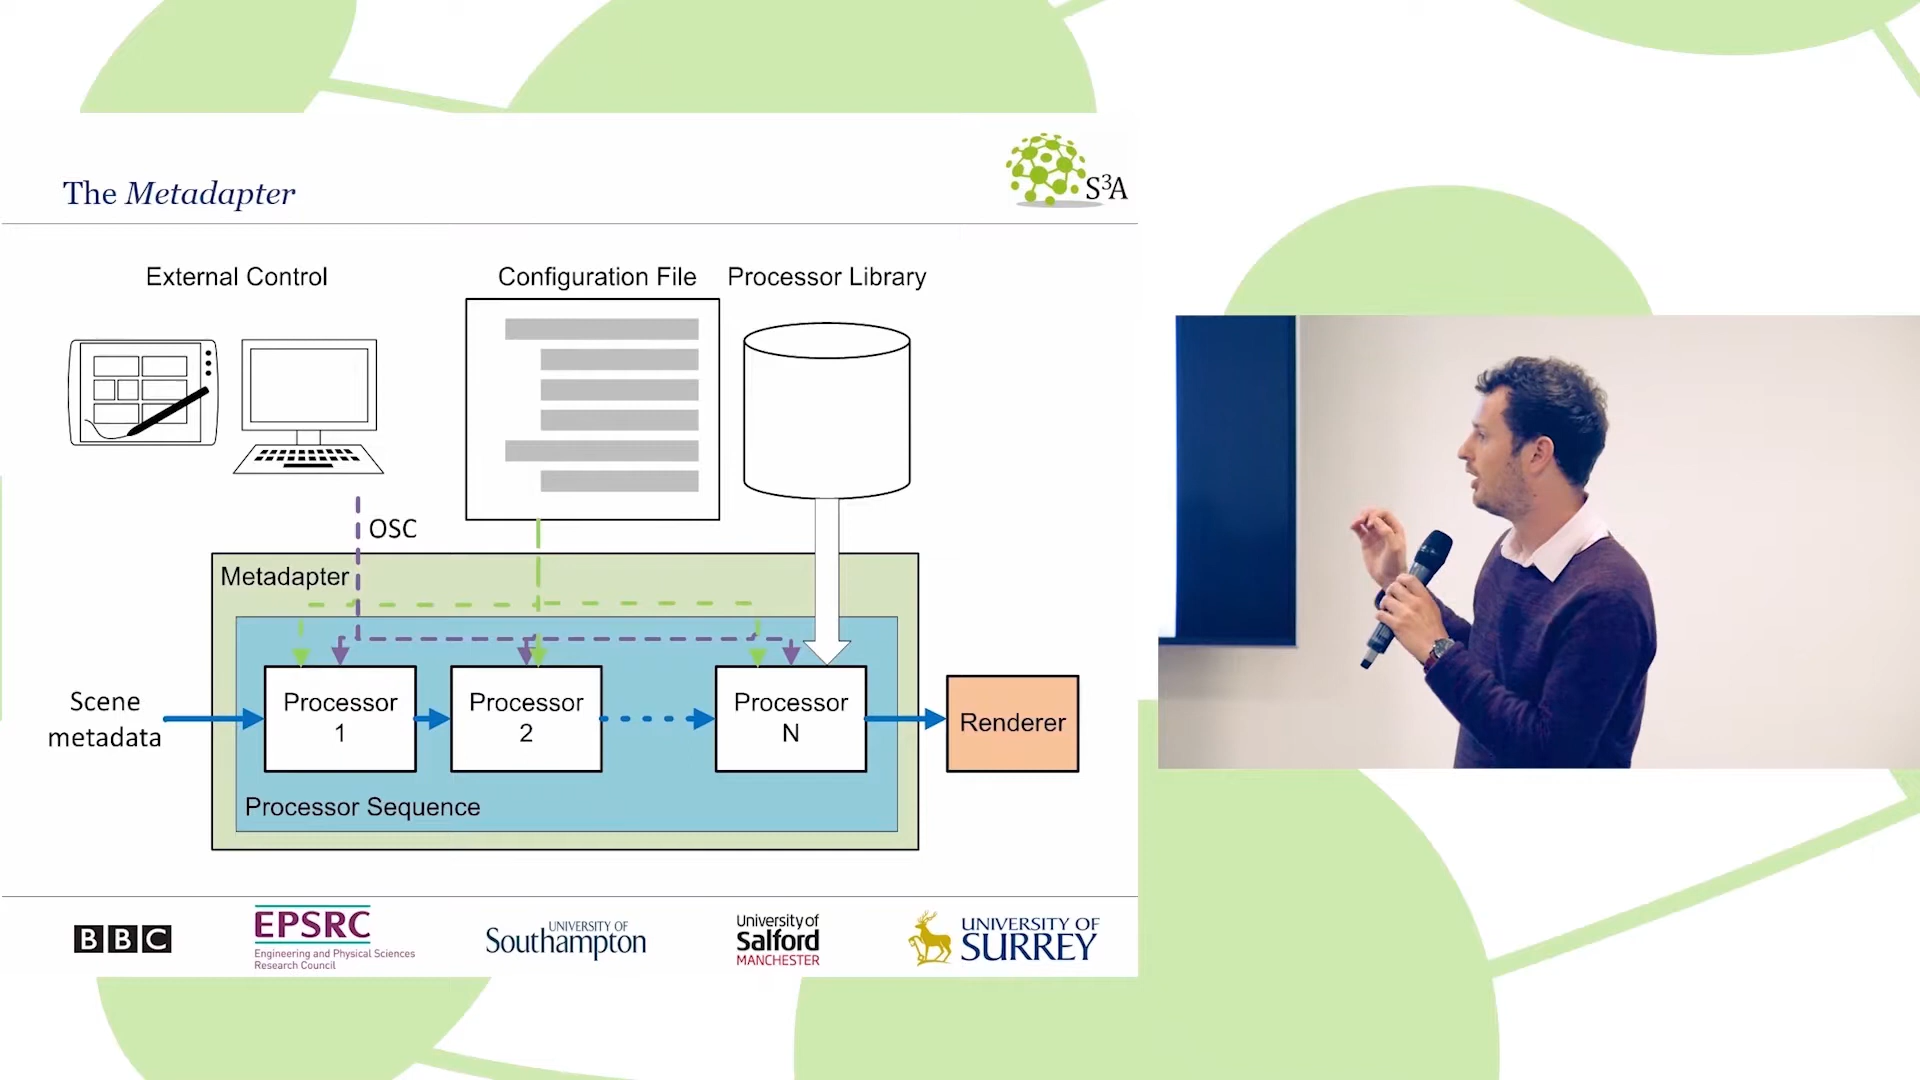 The Metadapter
S³A
External Control
Configuration File
Processor Library
OSC
Metadapter
Scene
metadata
Processor
1
Processor
2
Processor
N
Renderer
Processor Sequence
BBC
EPSRC
Engineering and Physical Sciences
Research Council
UNIVERSITY OF
Southampton
University of
Salford
MANCHESTER
UNIVERSITY OF
SURREY